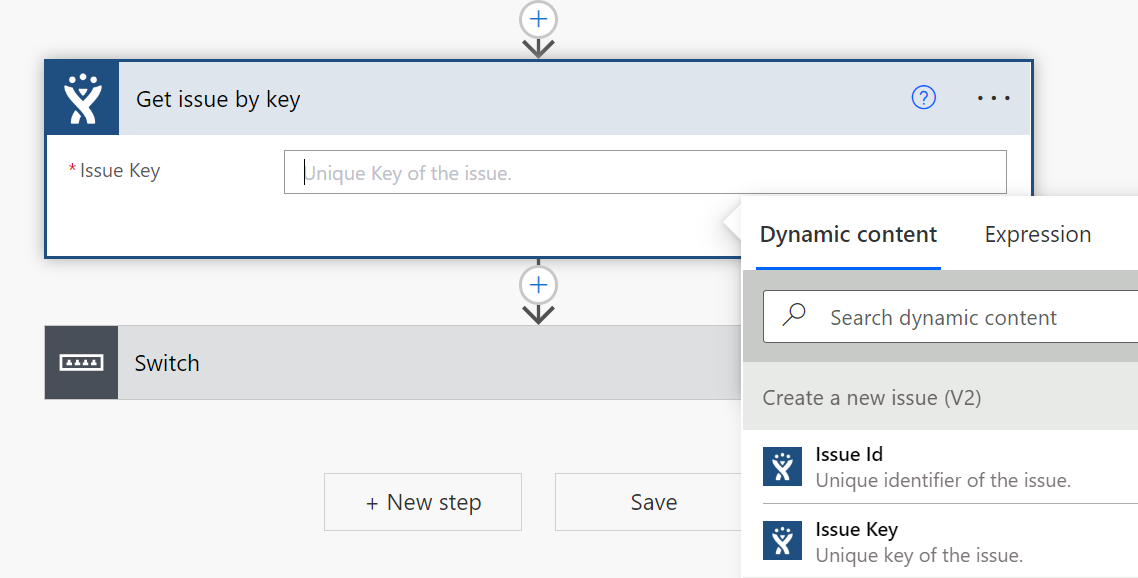 Get issue by key
* Issue Key
Unique Key of the issue.
Dynamic content
Expression
Search dynamic content
Switch
Create a new issue (V2)
Issue Id
Unique identifier of the issue.
+ New step
Save
Issue Key
Unique key of the issue.